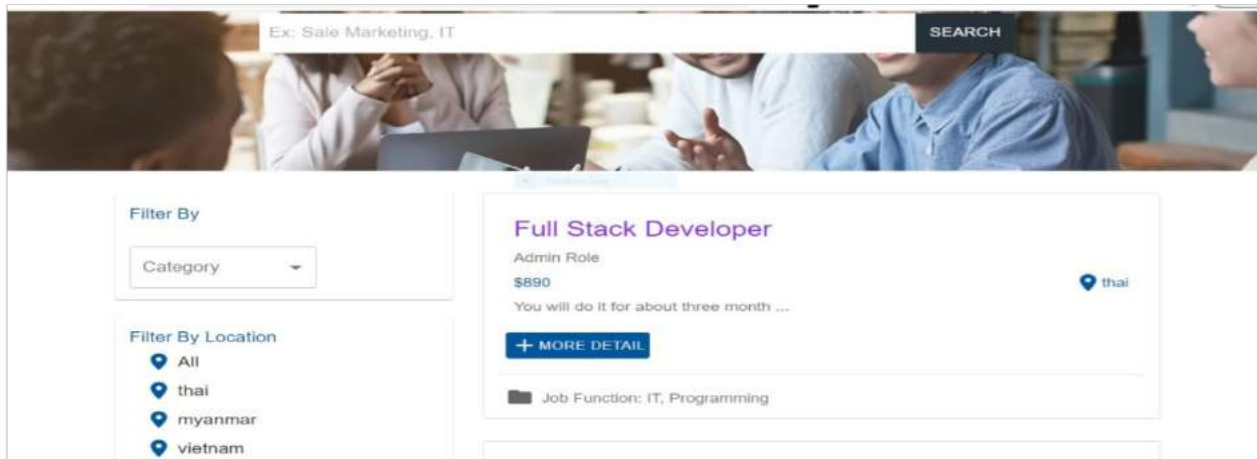 Ex: Sale Marketing, IT
SEARCH
Filter By
Category
Filter By Location
All
thai
myanmar
vietnam
Full Stack Developer
Admin Role
$890
thai
You will do it for about three month ...
+ MORE DETAIL
Job Function: IT, Programming